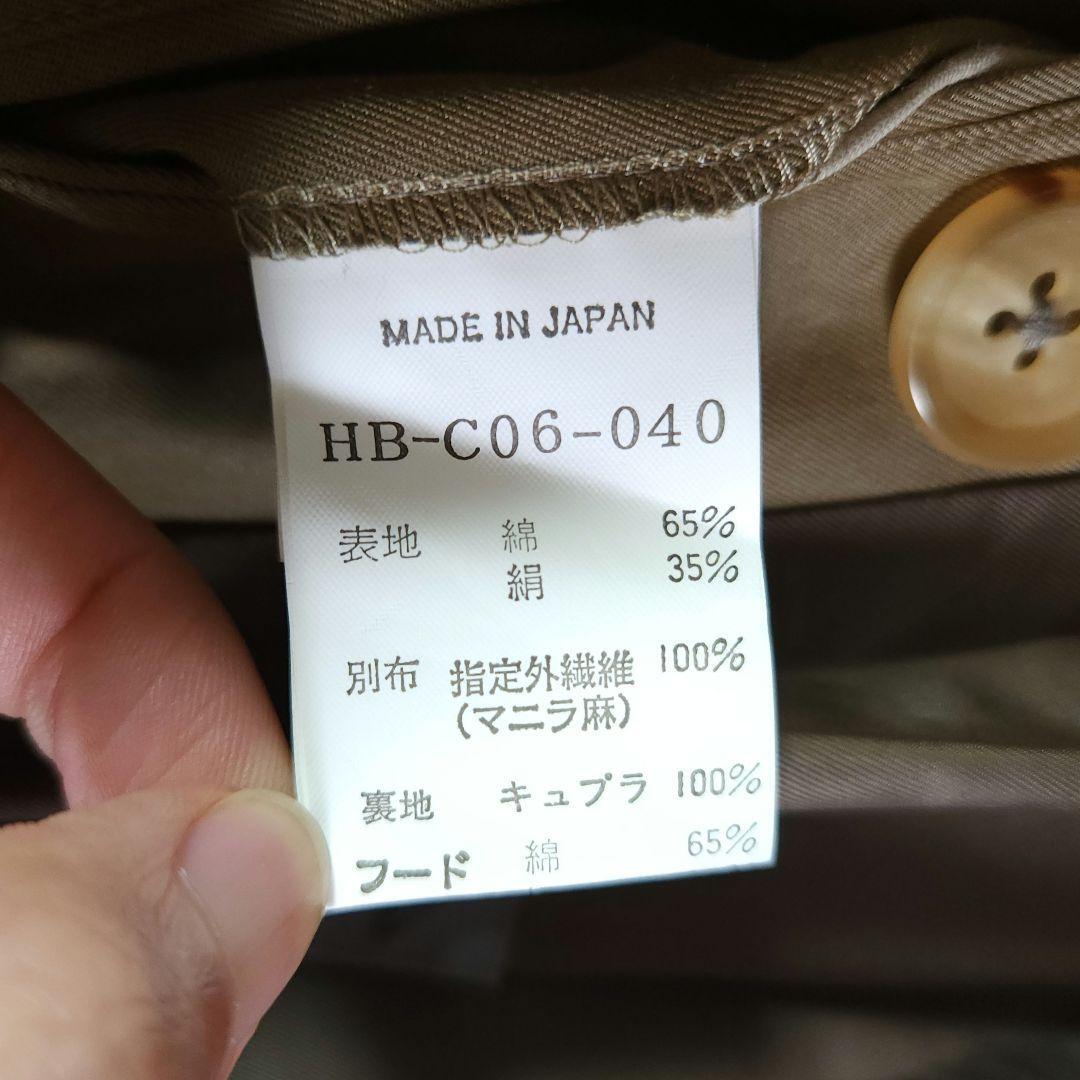 MADE IN JAPAN
HB-C06-040
表地 綿 65%
絹 35%
別布 指定外繊維 100%
(マニラ麻)
裏地 キュプラ 100%
フード 綿 65%